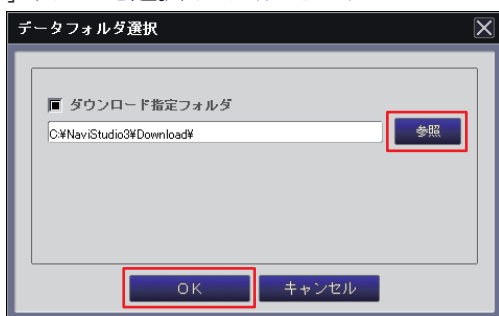 データフォルダ選択
ダウンロード指定フォルダ
C:¥NaviStudio3¥Download¥
参照
OK
キャンセル